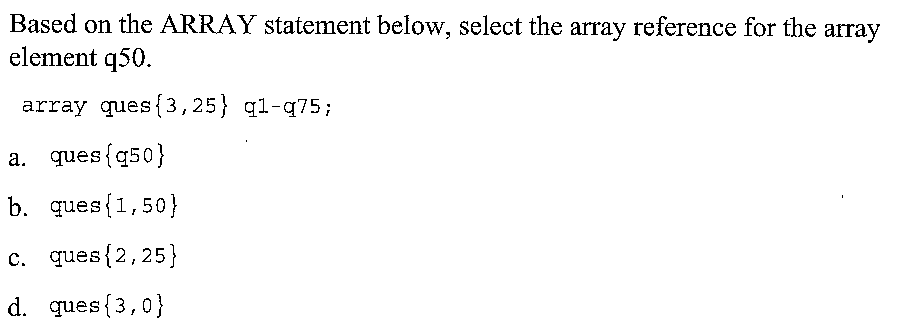 Based on the ARRAY statement below, select the array reference for the array
element q50.
array ques{3,25} q1-q75;
a. ques{q50}
b. ques{1,50}
c. ques{2,25}
d. ques{3,0}